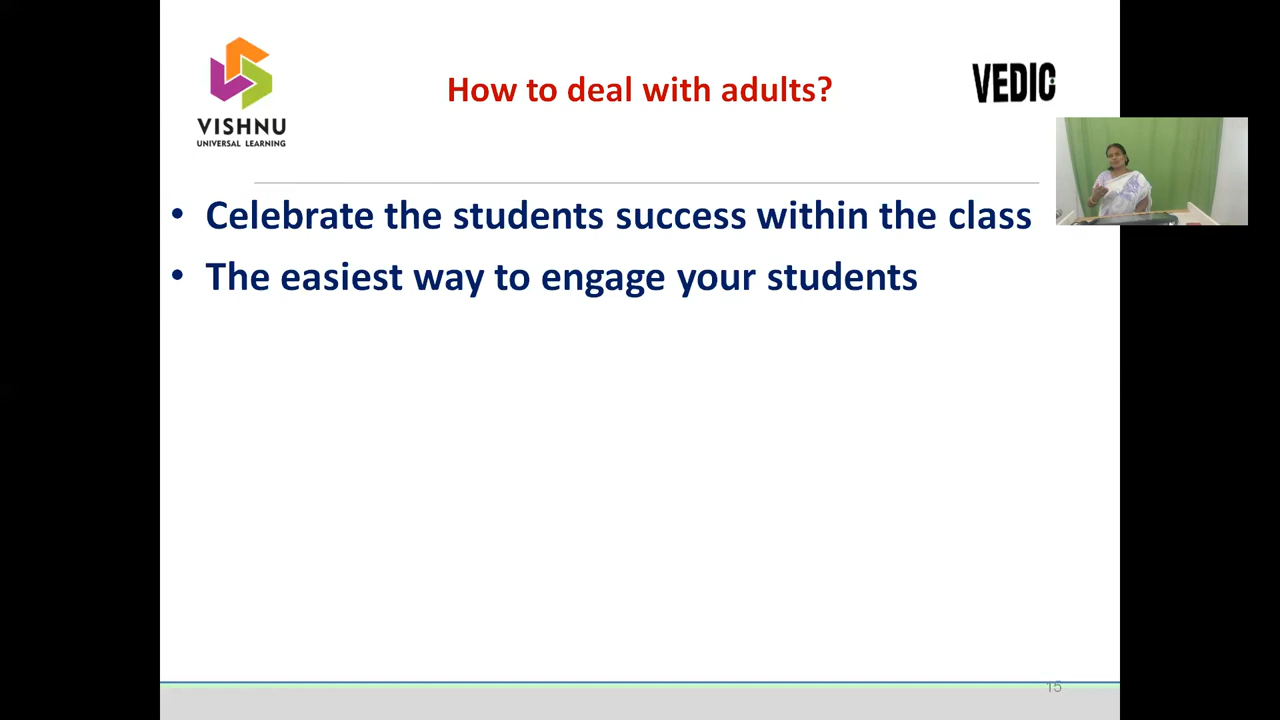 VISHNU
UNIVERSAL LEARNING
How to deal with adults?
VEDIC
• Celebrate the students success within the class
• The easiest way to engage your students
15